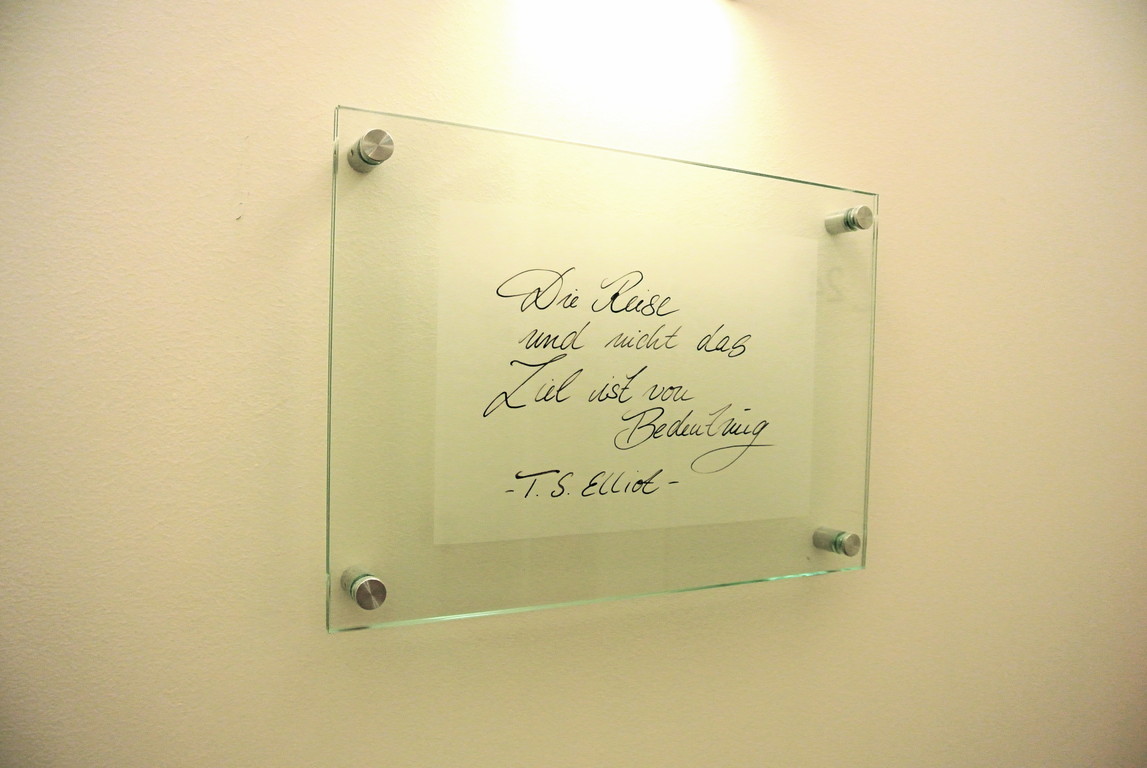 Die Reise
und nicht das
Ziel ist von
Bedeutung
-T. S. Elliot-